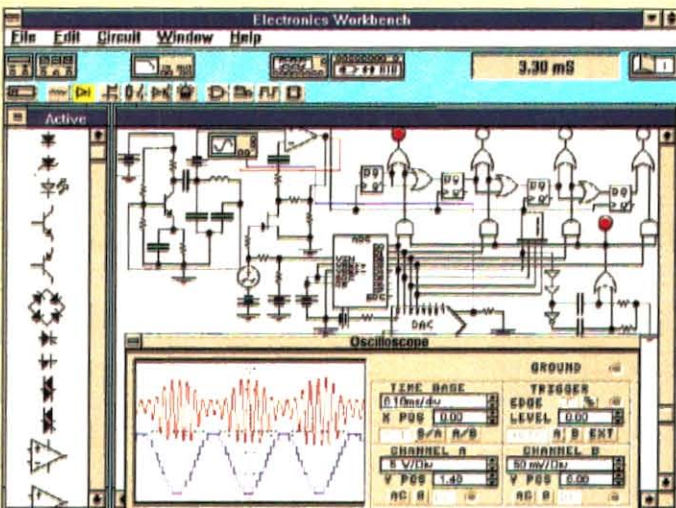 Electronics Workbench
File Edit Circuit Window Help
3.30 mS
1
Active
ADC
DAC
Oscilloscope
GROUND
TIME BASE
0.10ms/div
X POS 0.00
B/A A/B
TRIGGER
EDGE
LEVEL 0.00
A B EXT
CHANNEL A
5 V/Div
Y POS 1.40
AC 0
CHANNEL B
50 mV/Div
Y POS 0.00
AC 0